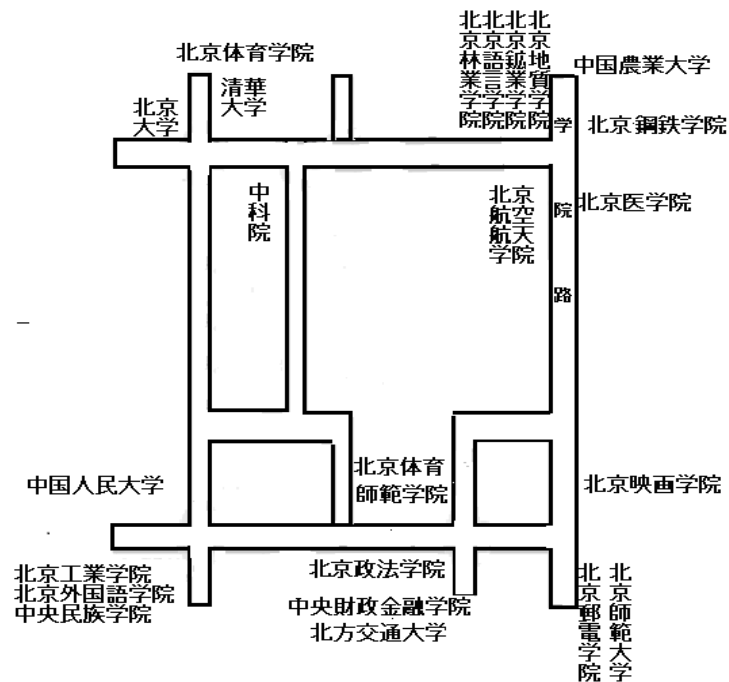 北京体育学院
清華
大学
北京
大学
北京林業学院
北京語言学院
北京鉱業学院
北京地質学院
中国農業大学
北京鋼鉄学院
学院路
中科院
北京航空
航天学院
北京医学院
中国人民大学
北京体育
師範学院
北京映画学院
北京工業学院
北京外国語学院
中央民族学院
北京政法学院
中央財政金融学院
北方交通大学
北京郵電学院
北京師範大学